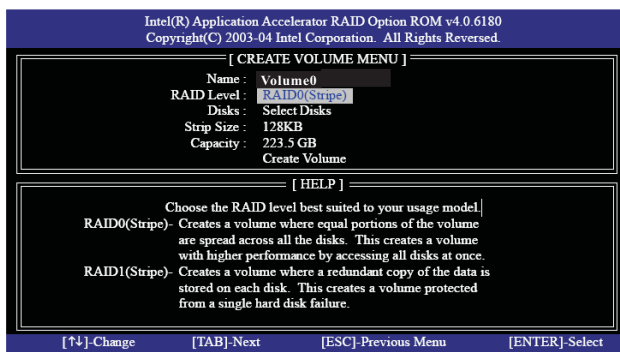 Intel(R) Application Accelerator RAID Option ROM v4.0.6180
Copyright(C) 2003-04 Intel Corporation. All Rights Reversed.
[ CREATE VOLUME MENU ]
Name : Volume0
RAID Level : RAID0(Stripe)
Disks : Select Disks
Strip Size : 128KB
Capacity : 223.5 GB
Create Volume
[ HELP ]
Choose the RAID level best suited to your usage model.
RAID0(Stripe)- Creates a volume where equal portions of the volume
are spread across all the disks. This creates a volume
with higher performance by accessing all disks at once.
RAID1(Stripe)- Creates a volume where a redundant copy of the data is
stored on each disk. This creates a volume protected
from a single hard disk failure.
[↑↓]-Change [TAB]-Next [ESC]-Previous Menu [ENTER]-Select